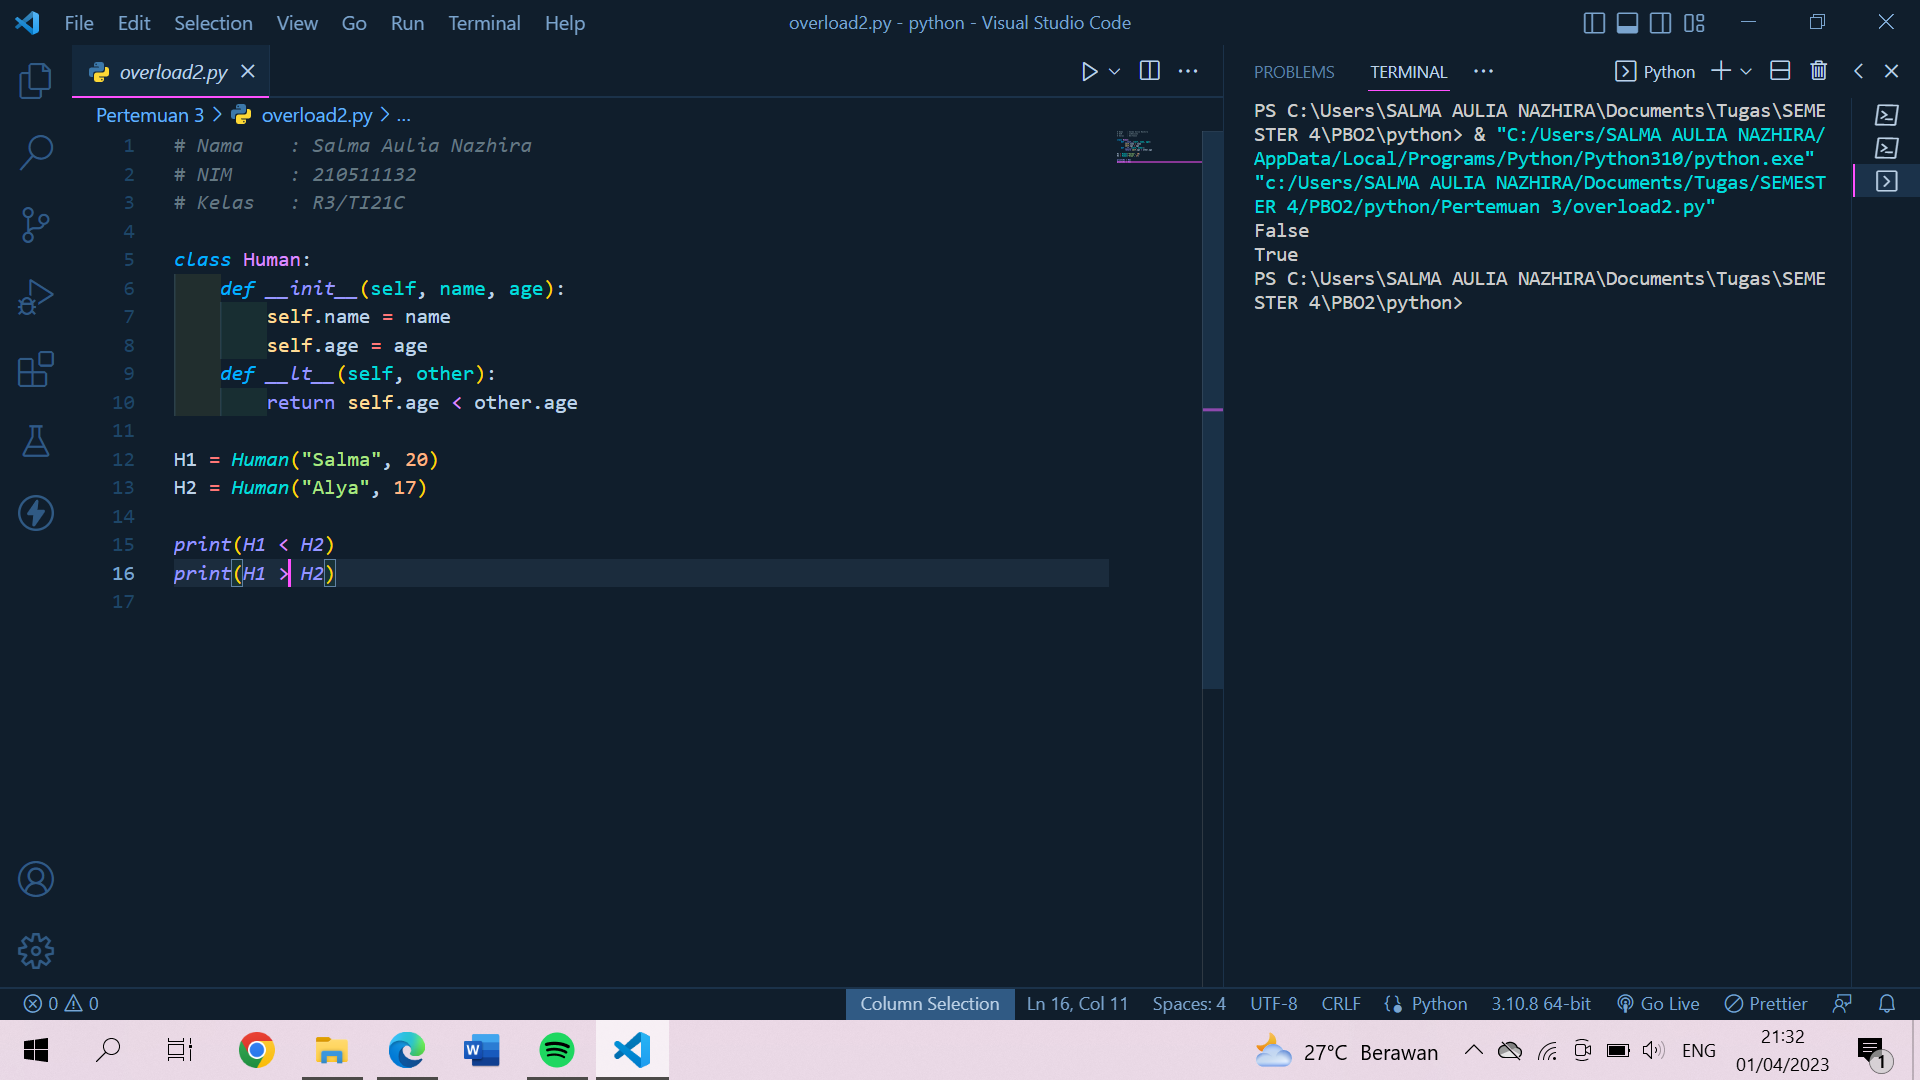 File Edit Selection View Go Run Terminal Help
overload2.py - python - Visual Studio Code
overload2.py
Pertemuan 3 > overload2.py > ...
1 # Nama    : Salma Aulia Nazhira
2 # NIM     : 210511132
3 # Kelas   : R3/TI21C
4
5 class Human:
6     def __init__(self, name, age):
7         self.name = name
8         self.age = age
9     def __lt__(self, other):
10         return self.age < other.age
11
12 H1 = Human("Salma", 20)
13 H2 = Human("Alya", 17)
14
15 print(H1 < H2)
16 print(H1 > H2)
17
PROBLEMS TERMINAL ... Python
PS C:\Users\SALMA AULIA NAZHIRA\Documents\Tugas\SEME
STER 4\PBO2\python> & "C:/Users/SALMA AULIA NAZHIRA/
AppData/Local/Programs/Python/Python310/python.exe"
"c:/Users/SALMA AULIA NAZHIRA/Documents/Tugas/SEMEST
ER 4/PBO2/python/Pertemuan 3/overload2.py"
False
True
PS C:\Users\SALMA AULIA NAZHIRA\Documents\Tugas\SEME
STER 4\PBO2\python>
0 0 Column Selection Ln 16, Col 11 Spaces: 4 UTF-8 CRLF Python 3.10.8 64-bit Go Live Prettier
27°C Berawan ENG 21:32
01/04/2023
1